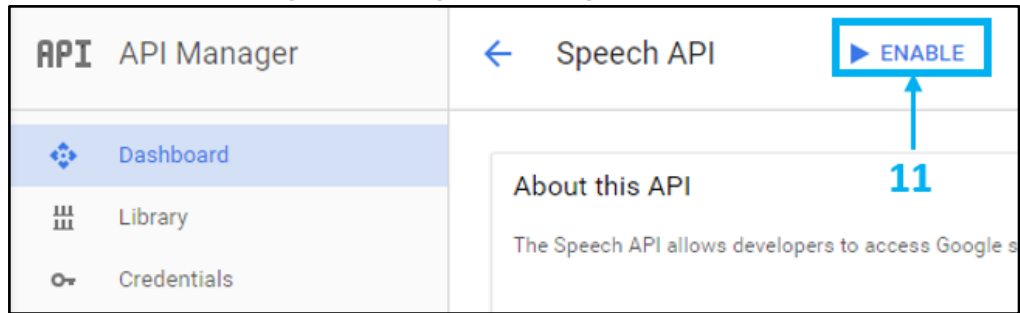 API API Manager
Speech API
ENABLE
Dashboard
Library
Credentials
11
About this API
The Speech API allows developers to access Google s